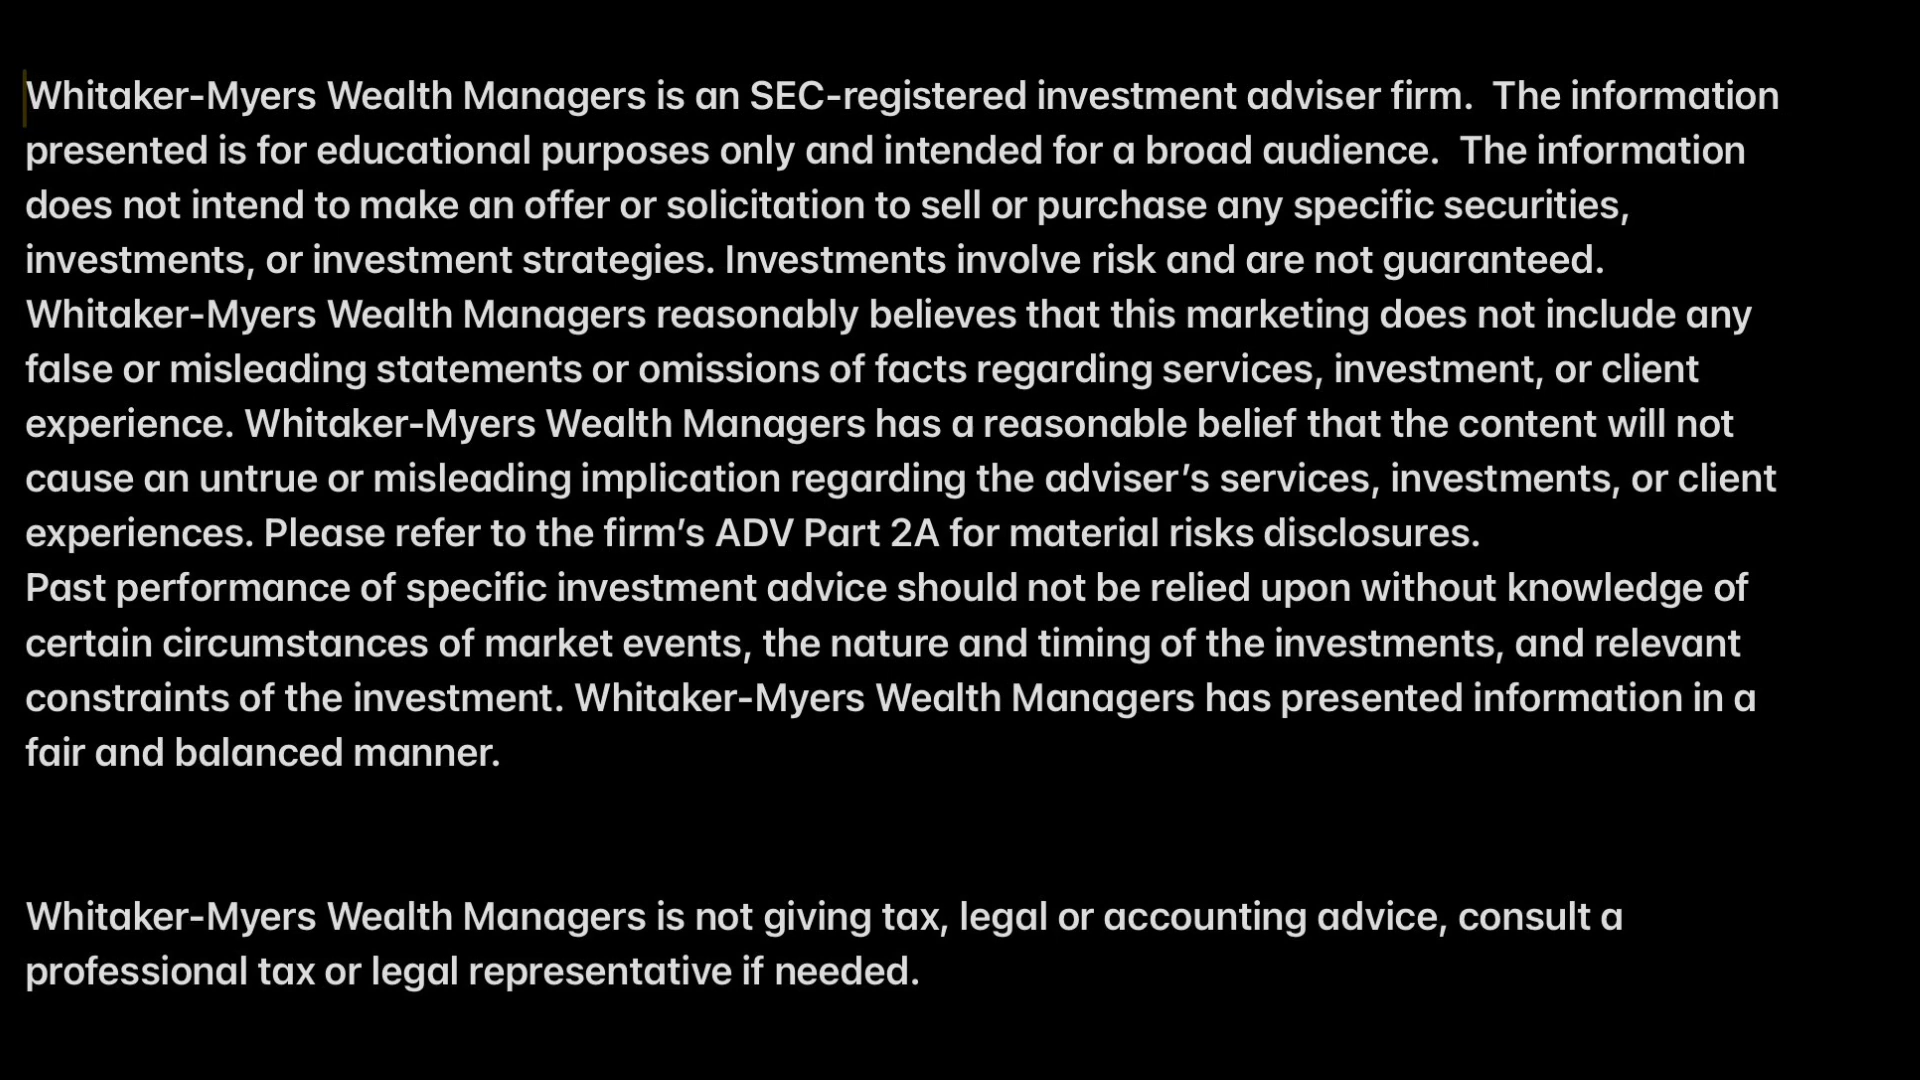 Whitaker-Myers Wealth Managers is an SEC-registered investment adviser firm.  The information
presented is for educational purposes only and intended for a broad audience.  The information
does not intend to make an offer or solicitation to sell or purchase any specific securities,
investments, or investment strategies. Investments involve risk and are not guaranteed.
Whitaker-Myers Wealth Managers reasonably believes that this marketing does not include any
false or misleading statements or omissions of facts regarding services, investment, or client
experience. Whitaker-Myers Wealth Managers has a reasonable belief that the content will not
cause an untrue or misleading implication regarding the adviser’s services, investments, or client
experiences. Please refer to the firm’s ADV Part 2A for material risks disclosures.
Past performance of specific investment advice should not be relied upon without knowledge of
certain circumstances of market events, the nature and timing of the investments, and relevant
constraints of the investment. Whitaker-Myers Wealth Managers has presented information in a
fair and balanced manner.
Whitaker-Myers Wealth Managers is not giving tax, legal or accounting advice, consult a
professional tax or legal representative if needed.